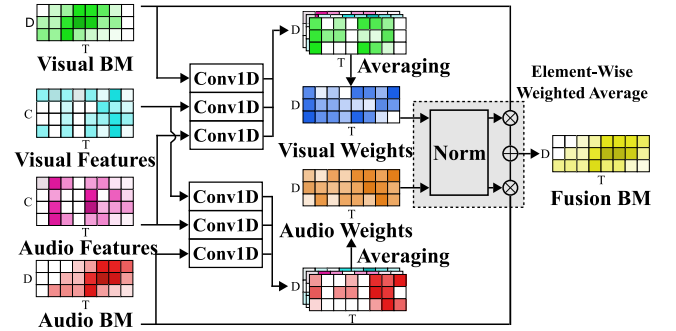 D
T
Visual BM
C
T
Visual Features
T
Audio Features
D
T
Audio BM
Conv1D
Conv1D
Conv1D
Conv1D
Conv1D
Conv1D
D
T
Averaging
D
T
Visual Weights
D
T
Audio Weights
Averaging
D
T
Norm
Element-Wise
Weighted Average
D
T
Fusion BM